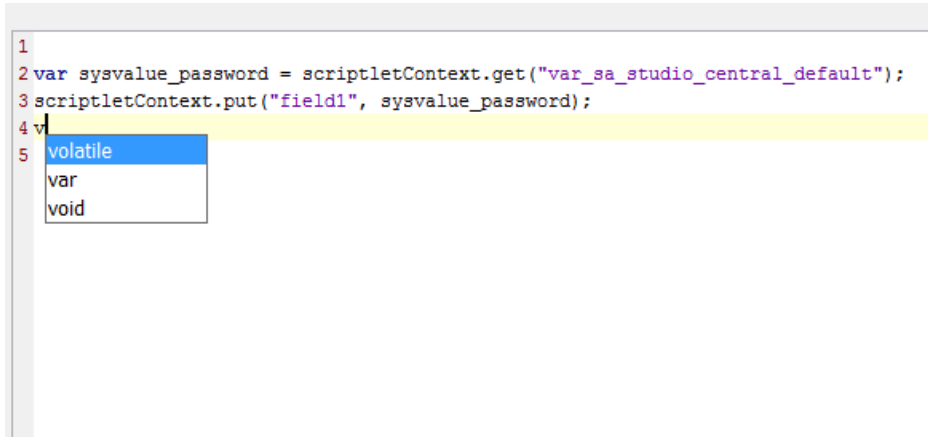 1
2 var sysvalue_password = scriptletContext.get("var_sa_studio_central_default");
3 scriptletContext.put("field1", sysvalue_password);
4 v
volatile
5
var
void